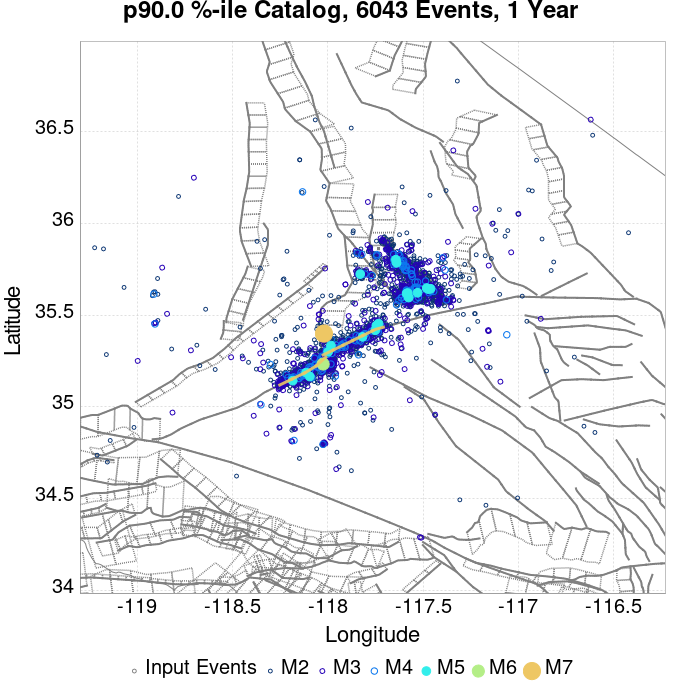 p90.0 %-ile Catalog, 6043 Events, 1 Year
36.5
36
35.5
35
34.5
34
Latitude
-119 -118.5 -118 -117.5 -117 -116.5
Longitude
Input Events M2 M3 M4 M5 M6 M7